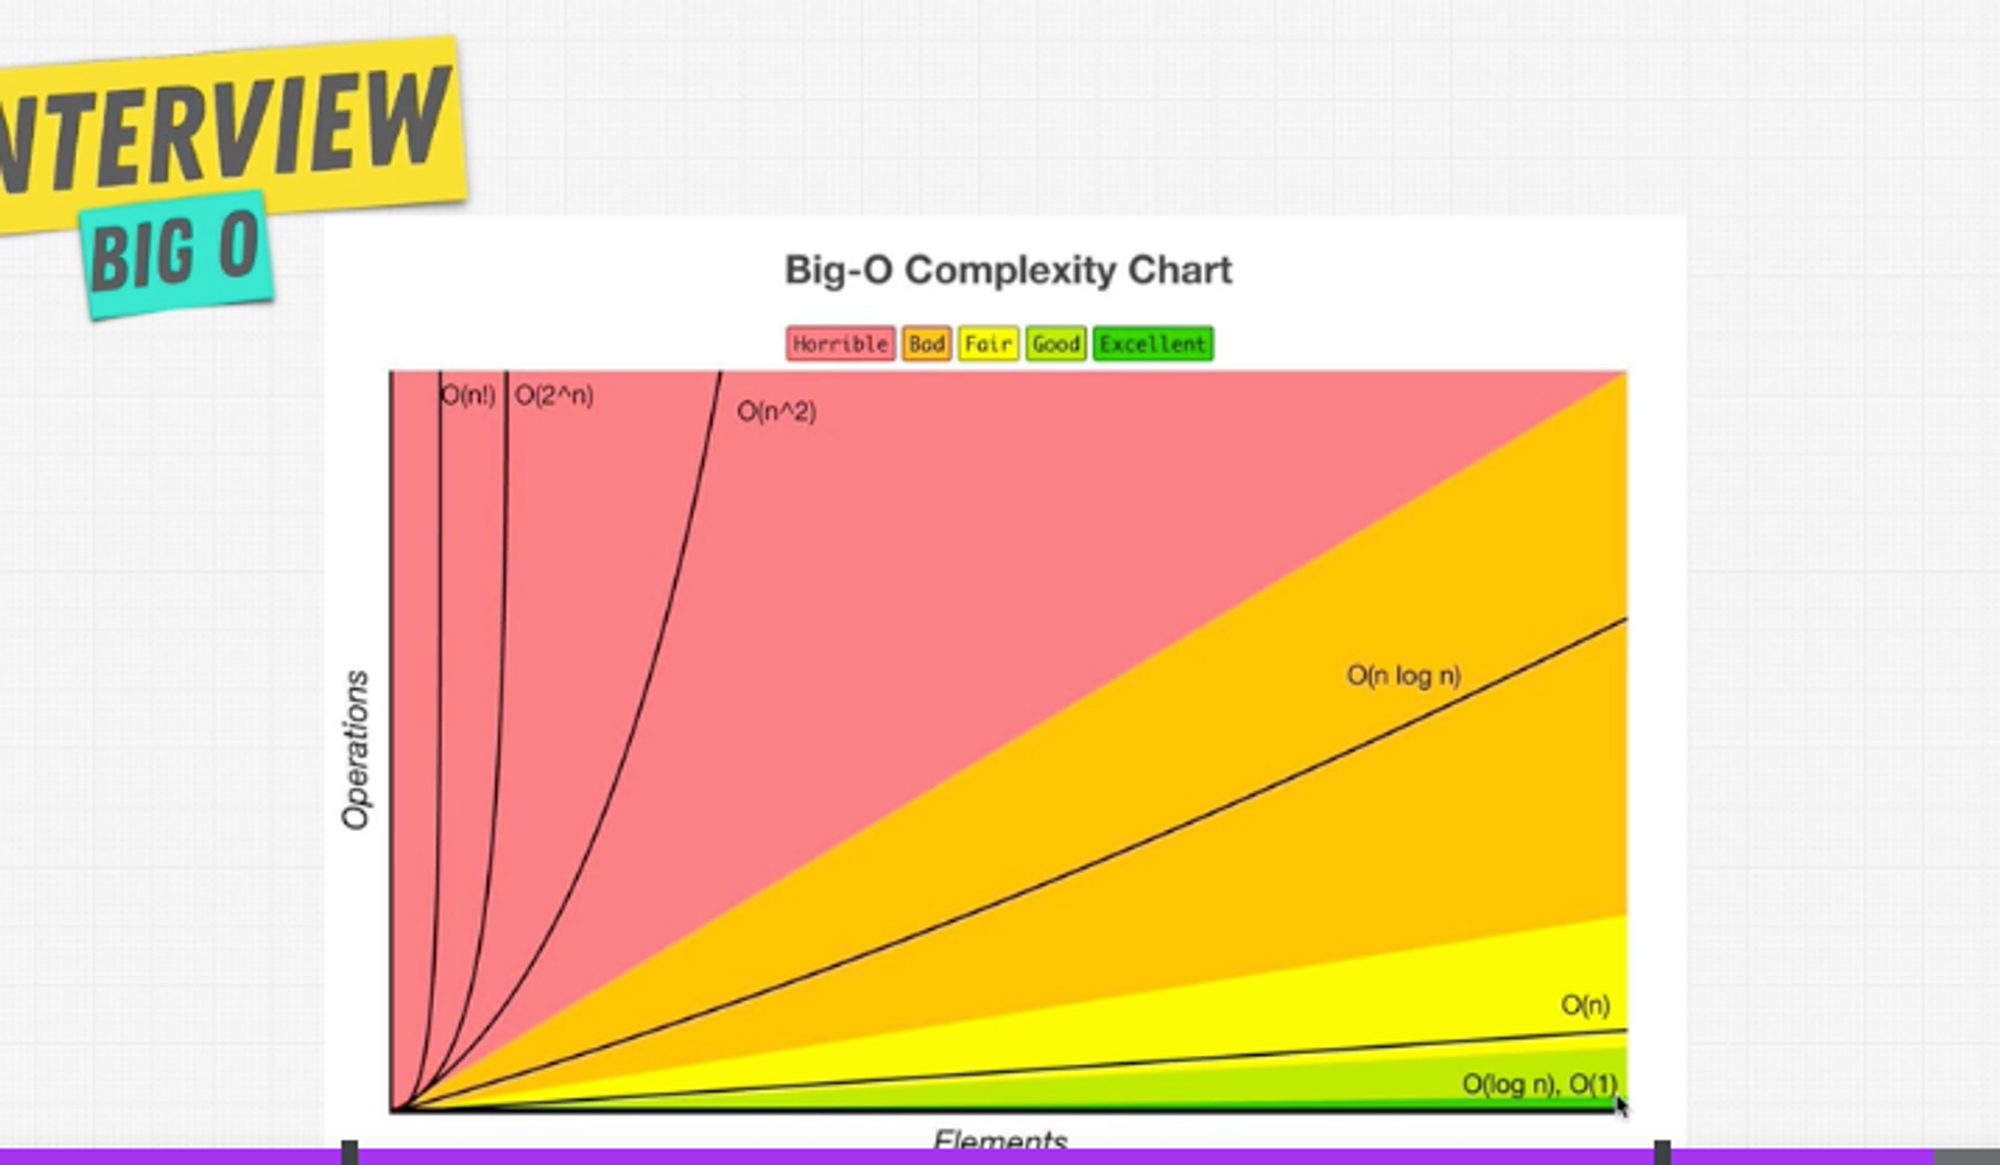 NTERVIEW
BIG O
Big-O Complexity Chart
Horrible Bad Fair Good Excellent
O(n!) O(2^n)
O(n^2)
O(n log n)
Operations
O(n)
O(log n), O(1)
Elements